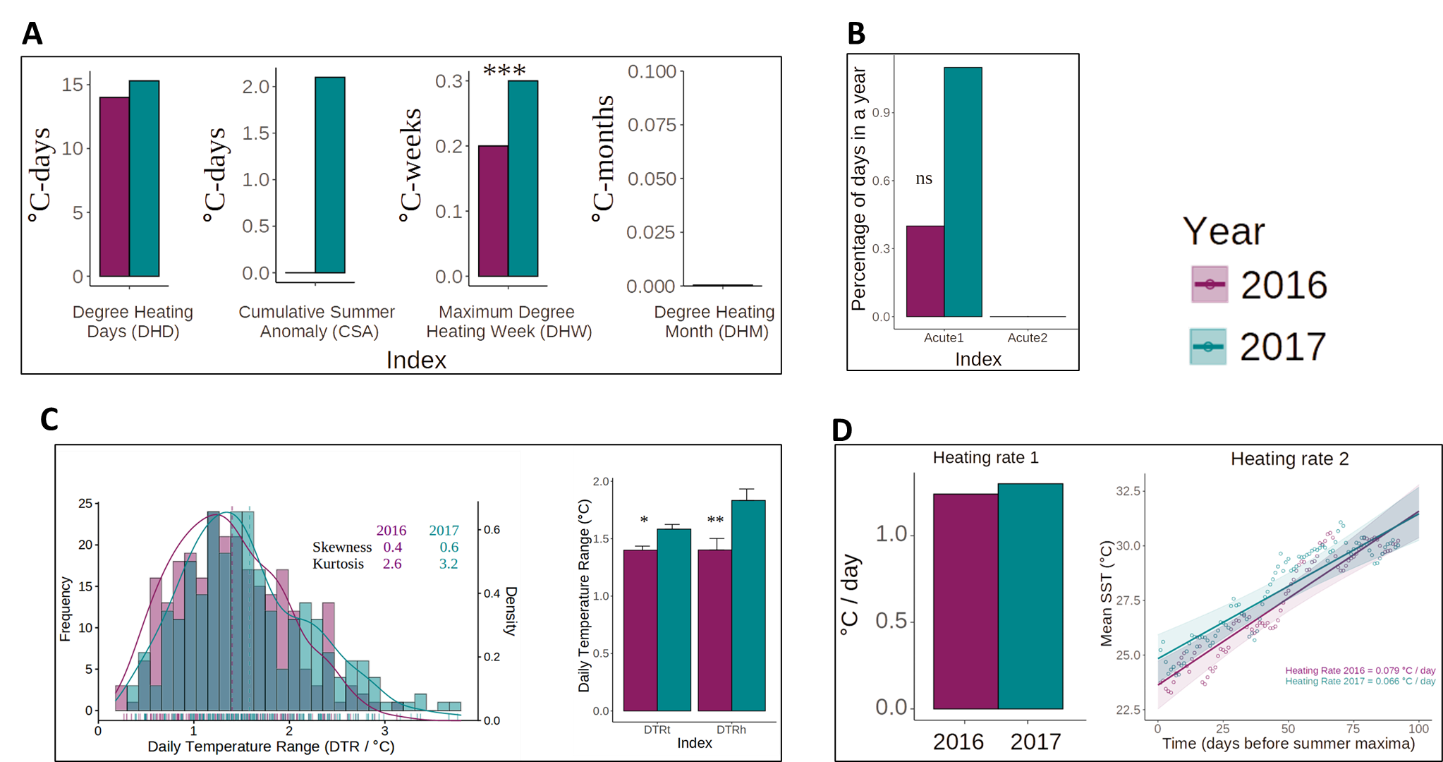 A
15
10
5
0
°C-days
Degree Heating
Days (DHD)
2.0
1.5
1.0
0.5
0.0
°C-days
Cumulative Summer
Anomaly (CSA)
***
0.3
0.2
0.1
0.0
°C-weeks
Maximum Degree
Heating Week (DHW)
0.100
0.075
0.050
0.025
0.000
°C-months
Degree Heating
Month (DHM)
Index
B
Percentage of days in a year
0.9
0.6
0.3
0.0
ns
Acute1 Acute2
Index
Year
2016
2017
C
25
20
15
10
5
0
Frequency
2016 2017
Skewness 0.4 0.6
Kurtosis 2.6 3.2
0.6
0.4
0.2
0.0
Density
0 1 2 3
Daily Temperature Range (DTR / °C)
2.0
1.5
1.0
0.5
0.0
Daily Temperature Range (°C)
* **
DTRt DTRh
Index
D
Heating rate 1
1.0
0.5
0.0
°C / day
2016 2017
Heating rate 2
32.5
30.0
27.5
25.0
22.5
Mean SST (°C)
Heating Rate 2016 = 0.079 °C / day
Heating Rate 2017 = 0.066 °C / day
0 25 50 75 100
Time (days before summer maxima)